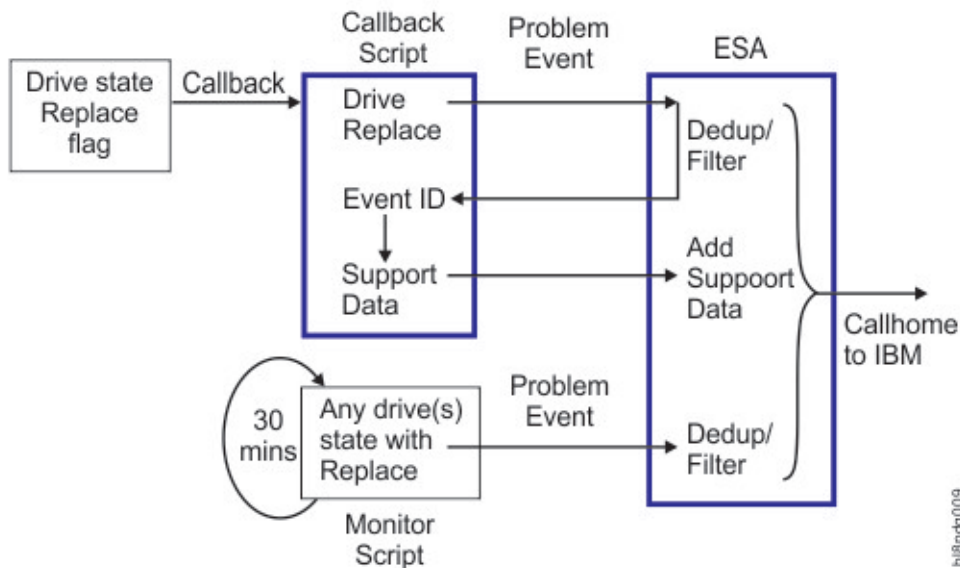 Callback
Script
Problem
Event
ESA
Drive state
Replace
flag
Callback
Drive
Replace
Dedup/
Filter
Event ID
Support
Data
Add
Suppoort
Data
Callhome
to IBM
30
mins
Any drive(s)
state with
Replace
Problem
Event
Dedup/
Filter
Monitor
Script